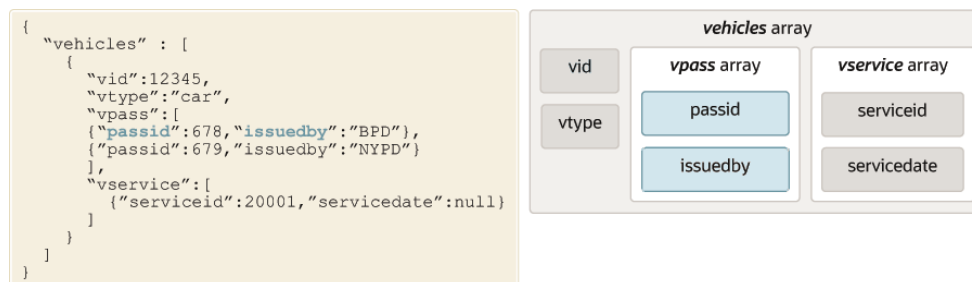 {
“vehicles” : [
{
“vid”:12345,
“vtype”:”car”,
“vpass”:[
{“passid”:678,“issuedby”:”BPD”},
{“passid”:679,”issuedby”:”NYPD”}
],
“vservice”:[
{“serviceid”:20001,“servicedate”:null}
]
}
]
}
vehicles array
vid
vtype
vpass array
passid
issuedby
vservice array
serviceid
servicedate